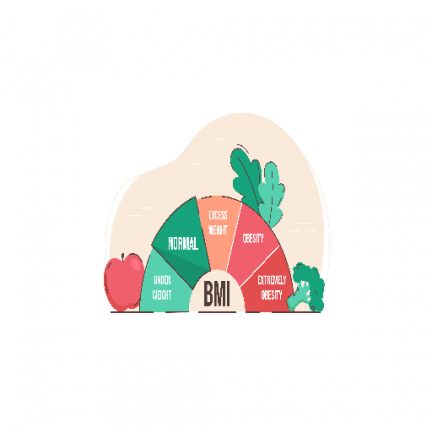 UNDER
WEIGHT
NORMAL
EXCESS
WEIGHT
OBESITY
EXTREMELY
OBESITY
BMI